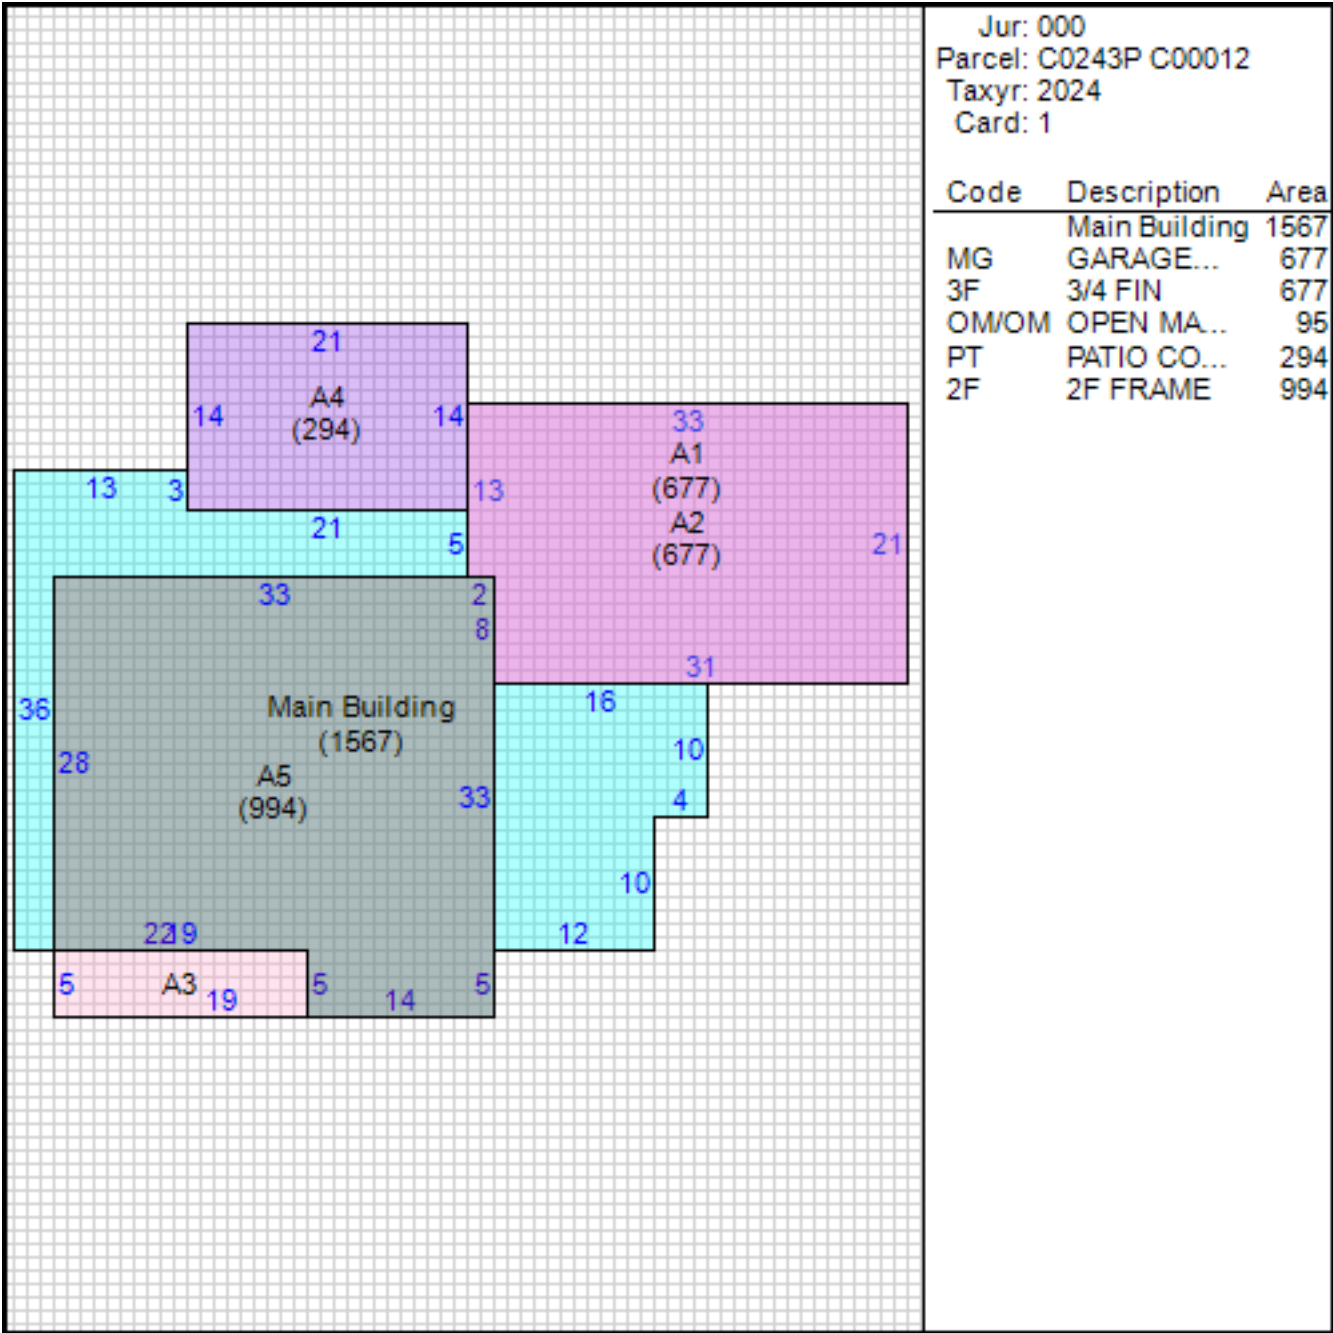 Jur: 000
Parcel: C0243P C00012
Taxyr: 2024
Card: 1
Code Description Area
Main Building 1567
MG GARAGE... 677
3F 3/4 FIN 677
OM/OM OPEN MA... 95
PT PATIO CO... 294
2F 2F FRAME 994
21
A4
14 14
(294)
33
A1
13 3 13
(677)
21
A2
5 21
(677)
33 2
8
31
36
Main Building
16
(1567)
28
A5
10
(994)
33
4
10
22 19
12
5 A3 19 5 14 5